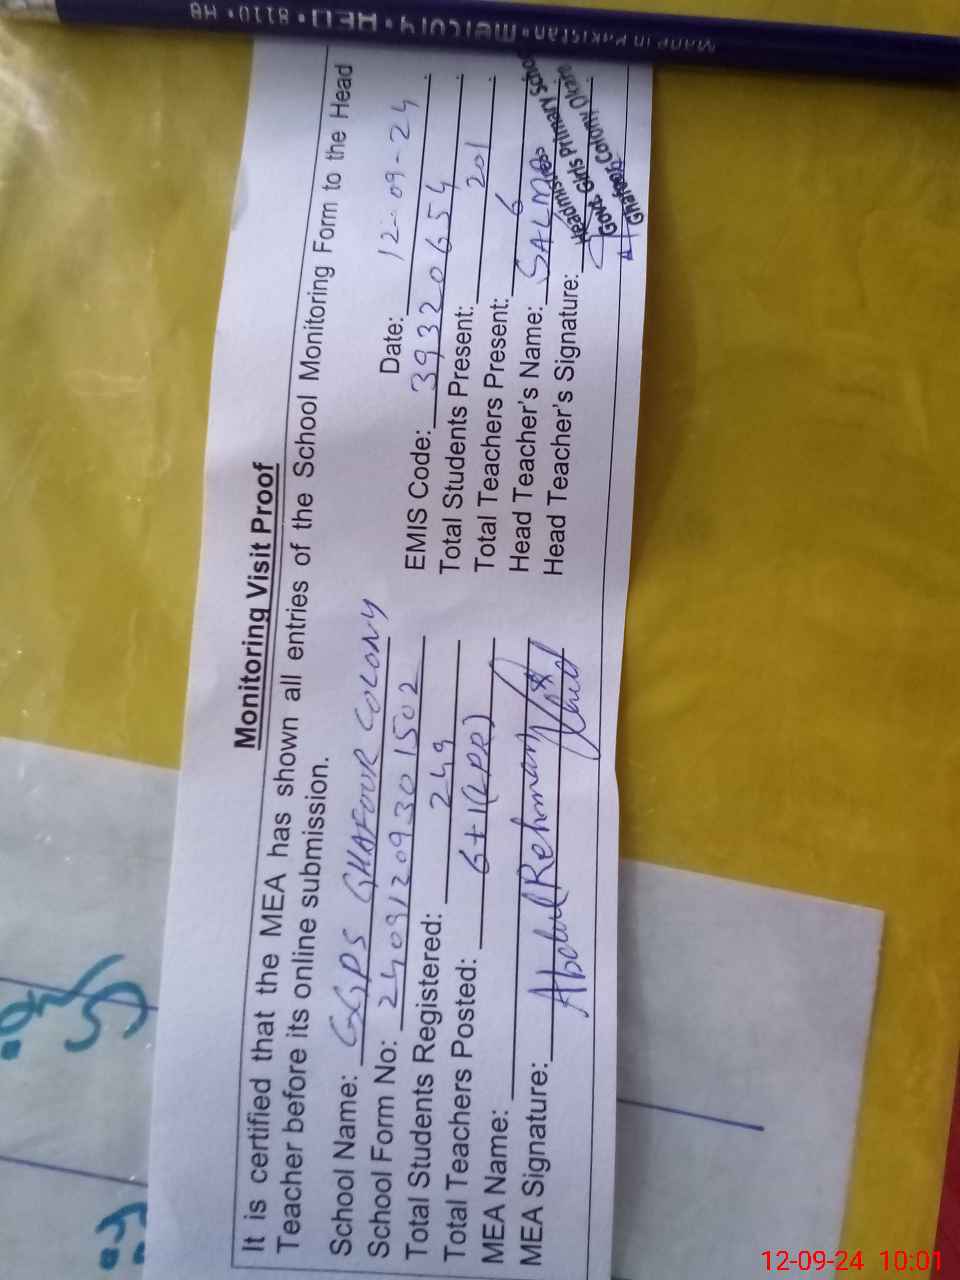 Made in Pakistan • Mercury • HEXA • 8110 • HB
Monitoring Visit Proof
It is certified that the MEA has shown all entries of the School Monitoring Form to the Head
Teacher before its online submission.
Date: 12-09-24
School Name: GGPS GHAFOOR COLONY
EMIS Code: 39320654
School Form No: 2409120930 1502
Total Students Present: 201
Total Students Registered: 249
Total Teachers Present: 6
Total Teachers Posted: 6+1(LPR)
Head Teacher's Name: SALMA
MEA Name: Abdul Rehman
Head Teacher's Signature:
MEA Signature:
Headmistress
Govt. Girls Primary School
Ghafoor Colony, Okara
12-09-24 10:01